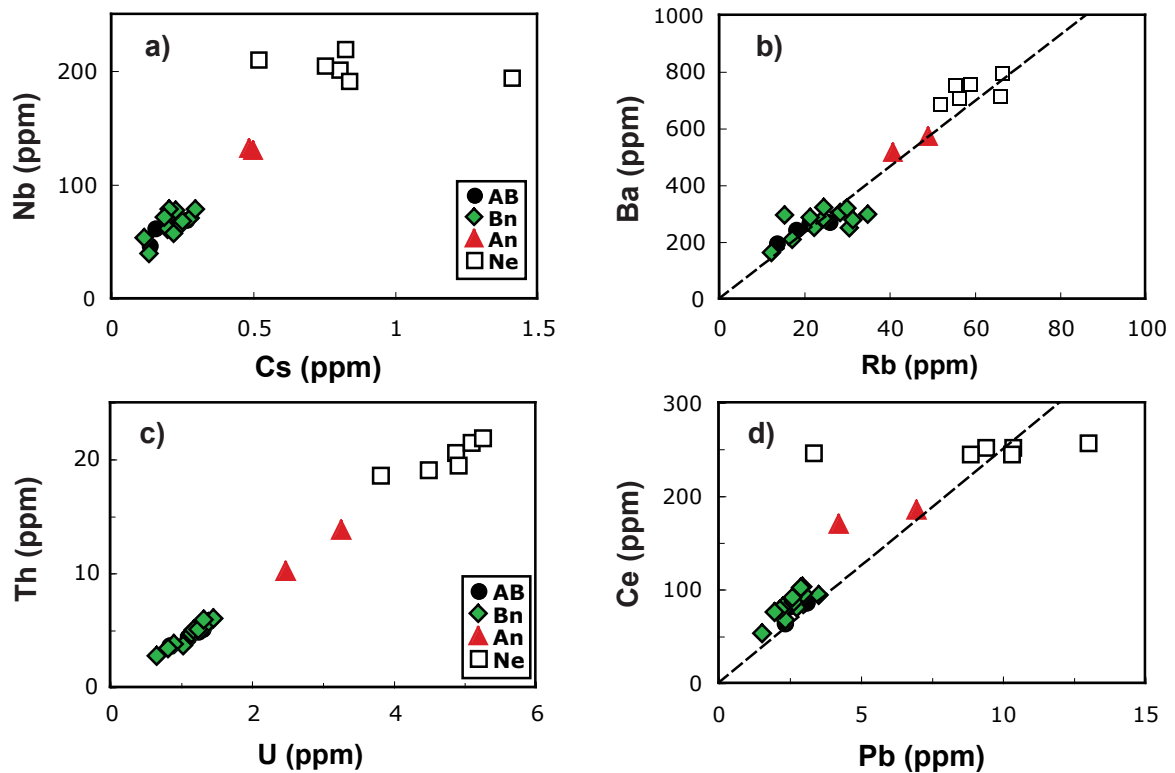 a)
Nb (ppm)
200
100
0
0
0.5
1
1.5
Cs (ppm)
AB
Bn
An
Ne
b)
Ba (ppm)
1000
800
600
400
200
0
0
20
40
60
80
100
Rb (ppm)
c)
Th (ppm)
20
10
0
0
2
4
6
U (ppm)
AB
Bn
An
Ne
d)
Ce (ppm)
300
200
100
0
0
5
10
15
Pb (ppm)